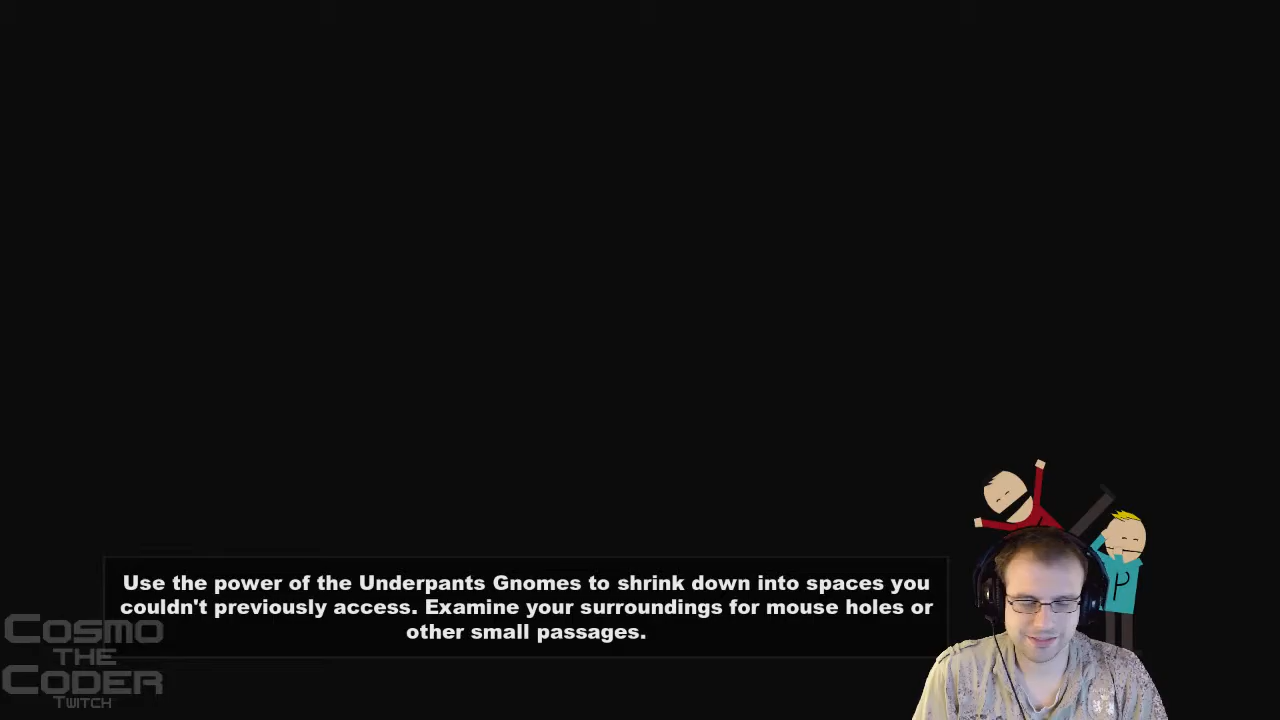 Use the power of the Underpants Gnomes to shrink down into spaces you
couldn't previously access. Examine your surroundings for mouse holes or
other small passages.
Cosmo
the
Coder
Twitch
P